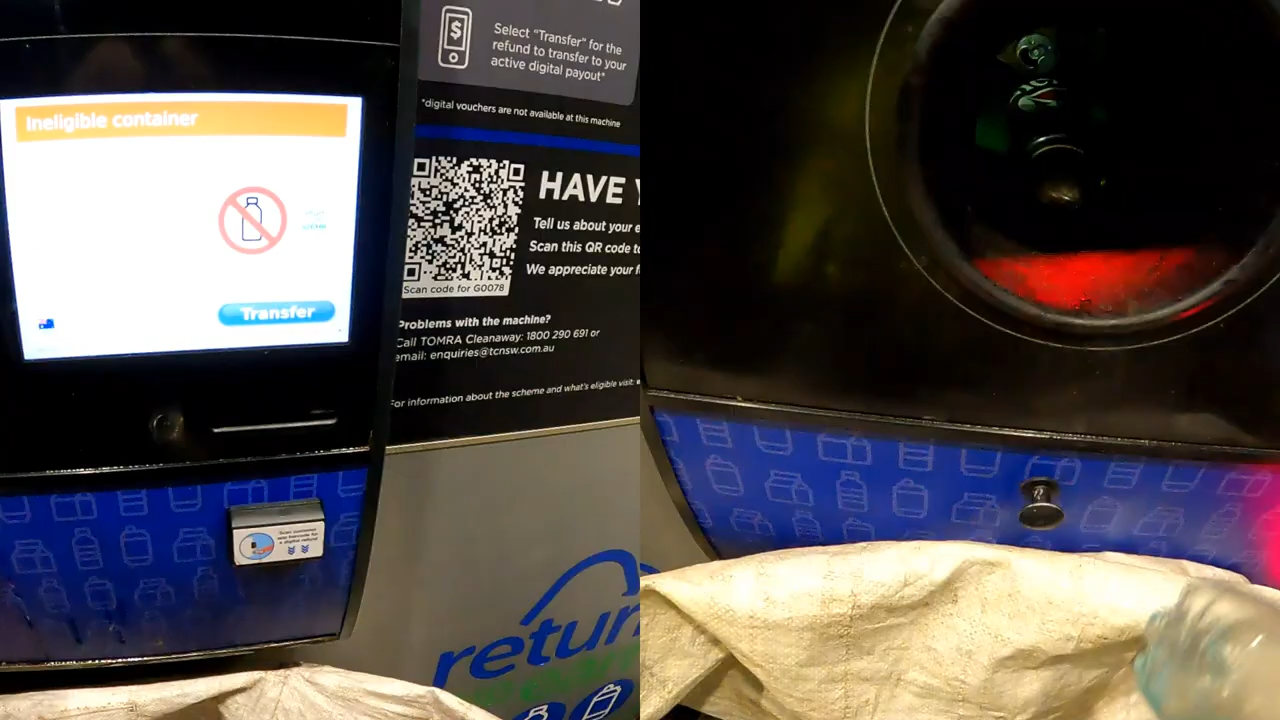 Ineligible container
Transfer
Select "Transfer" for the
refund to transfer to your
active digital payout*
*digital vouchers are not available at this machine
HAVE Y
Tell us about your e
Scan this QR code to
We appreciate your f
Scan code for G0078
Problems with the machine?
Call TOMRA Cleanaway: 1800 290 691 or
email: enquiries@tcnsw.com.au
For information about the scheme and what's eligible visit:
return